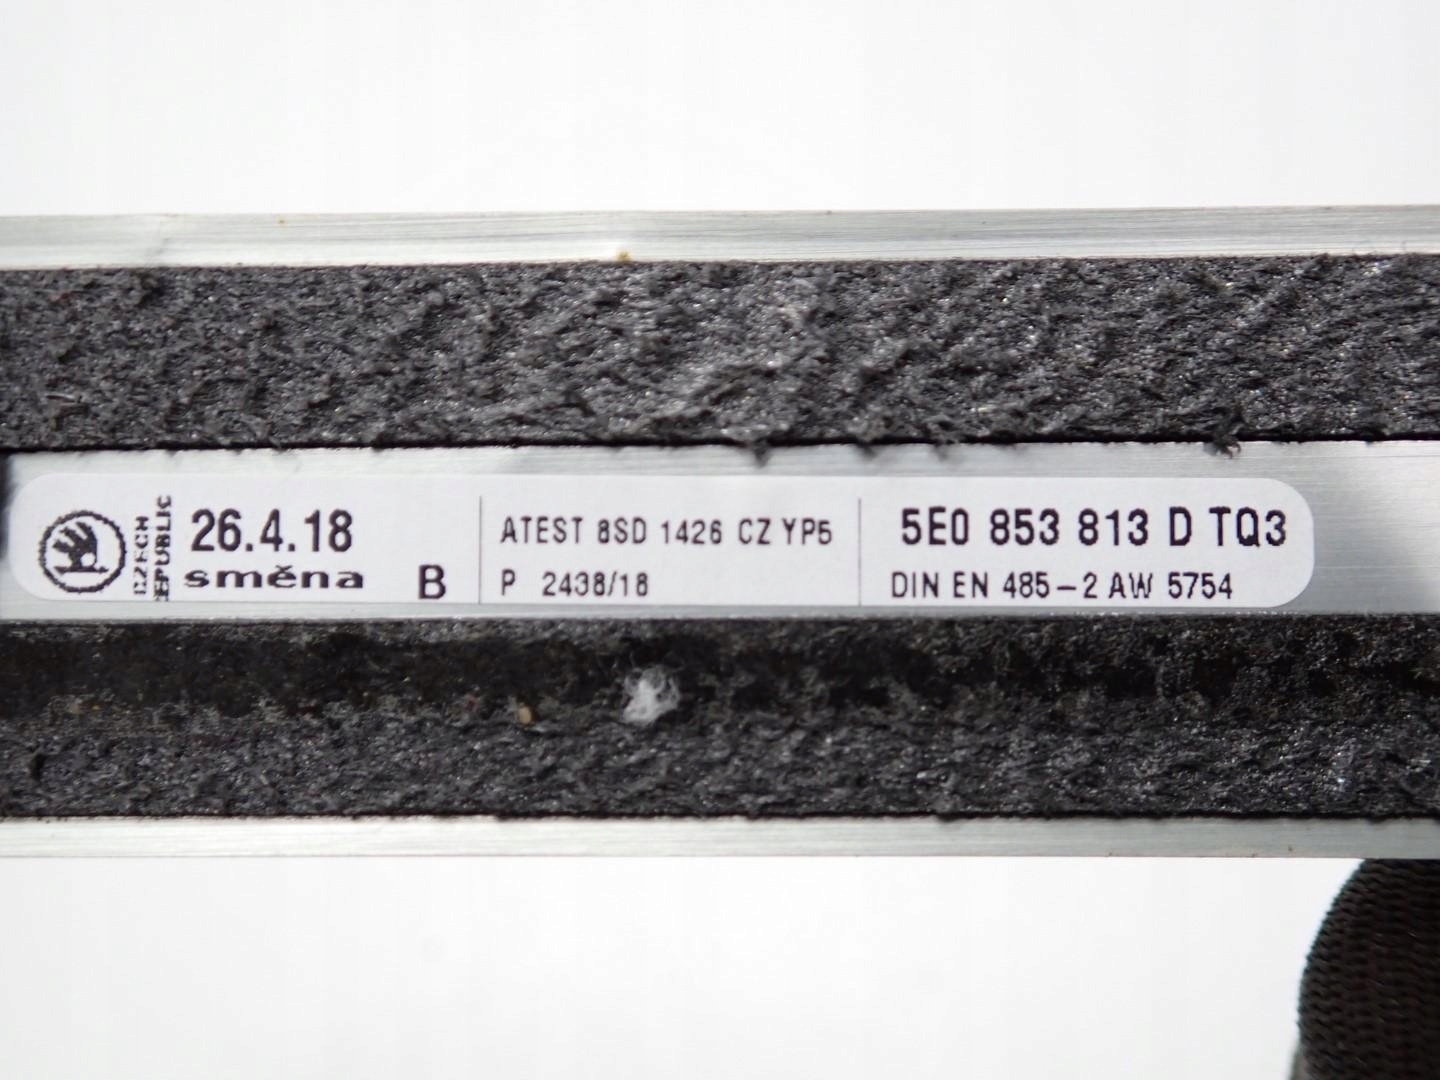 CZECH
REPUBLIC
26.4.18
směna B
ATEST 8SD 1426 CZ YP5
P 2438/18
5E0 853 813 D TQ3
DIN EN 485-2 AW 5754